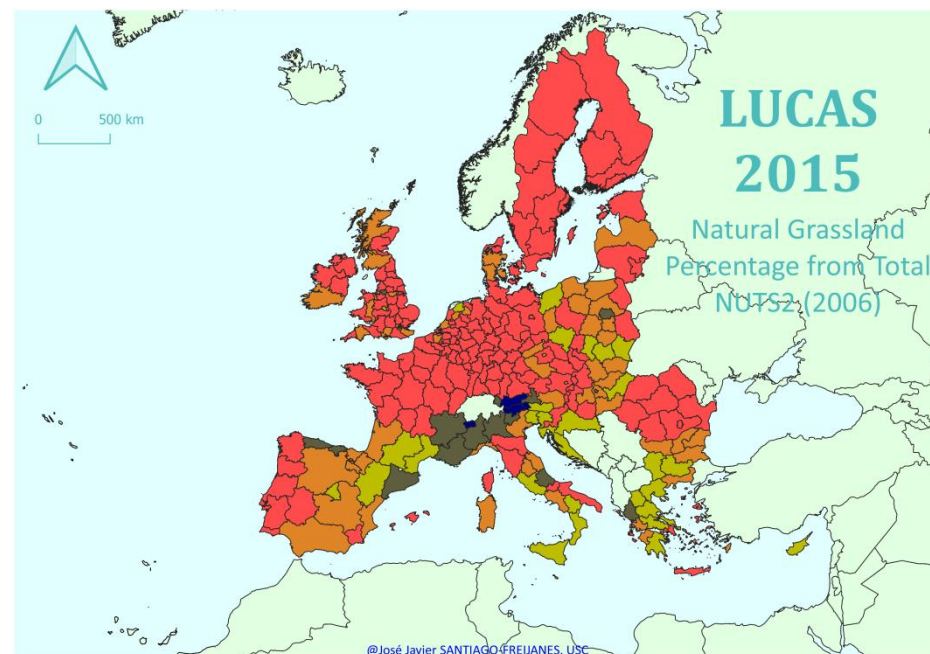 0 500 km
LUCAS
2015
Natural Grassland
Percentage from Total
NUTS2 (2006)
@José Javier SANTIAGO-FREIJANES, USC